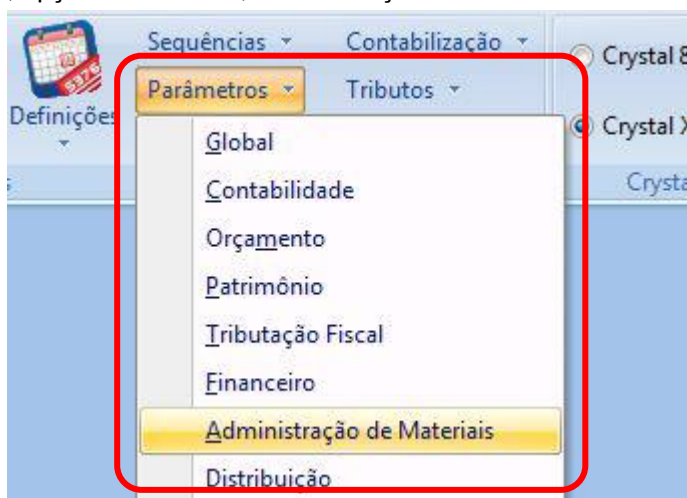 Sequências Contabilização
Crystal 8
Parâmetros Tributos
Definições
Crystal X
Global
Contabilidade
Orçamento
Patrimônio
Tributação Fiscal
Financeiro
Administração de Materiais
Distribuição
5376